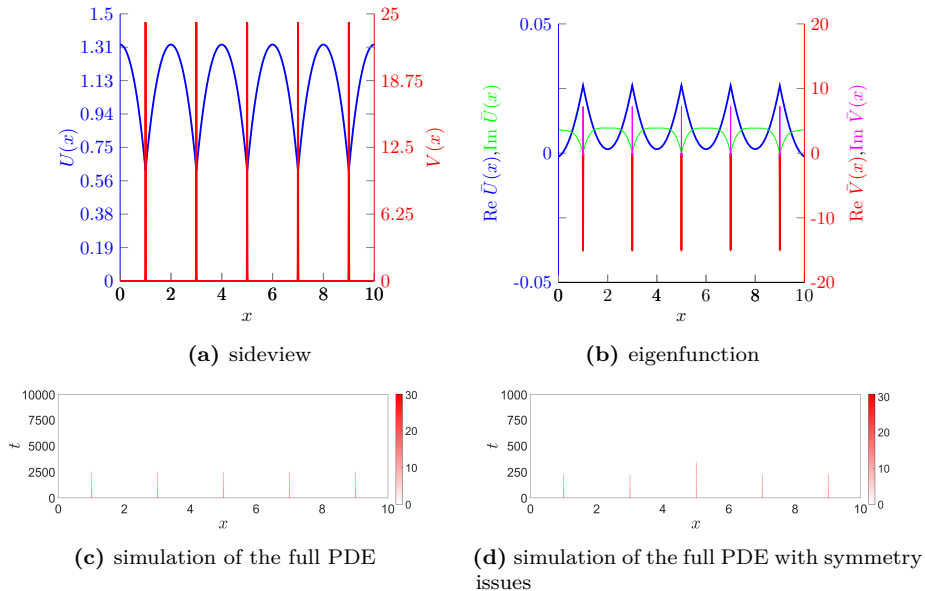 1.5
1.31
1.13
0.94
0.75
0.56
0.38
0.19
0
U(x)
25
18.75
12.5
6.25
0
V(x)
0 2 4 6 8 10
x
(a) sideview
0.05
0
-0.05
Re Ũ(x),Im Ũ(x)
20
10
0
-10
-20
Re Ṽ(x),Im Ṽ(x)
0 2 4 6 8 10
x
(b) eigenfunction
10000
7500
5000
2500
0
t
30
20
10
0
0 2 4 6 8 10
x
(c) simulation of the full PDE
10000
7500
5000
2500
0
t
30
20
10
0
0 2 4 6 8 10
x
(d) simulation of the full PDE with symmetry
issues